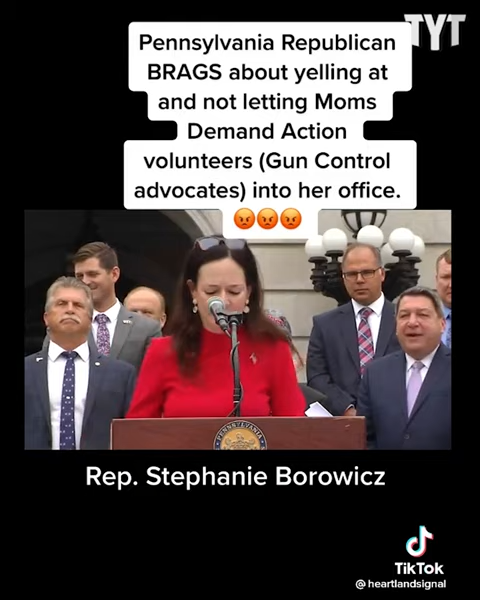 TYT
Pennsylvania Republican
BRAGS about yelling at
and not letting Moms
Demand Action
volunteers (Gun Control
advocates) into her office.
😡😡😡
PENNSYLVANIA
Rep. Stephanie Borowicz
TikTok
@heartlandsignal